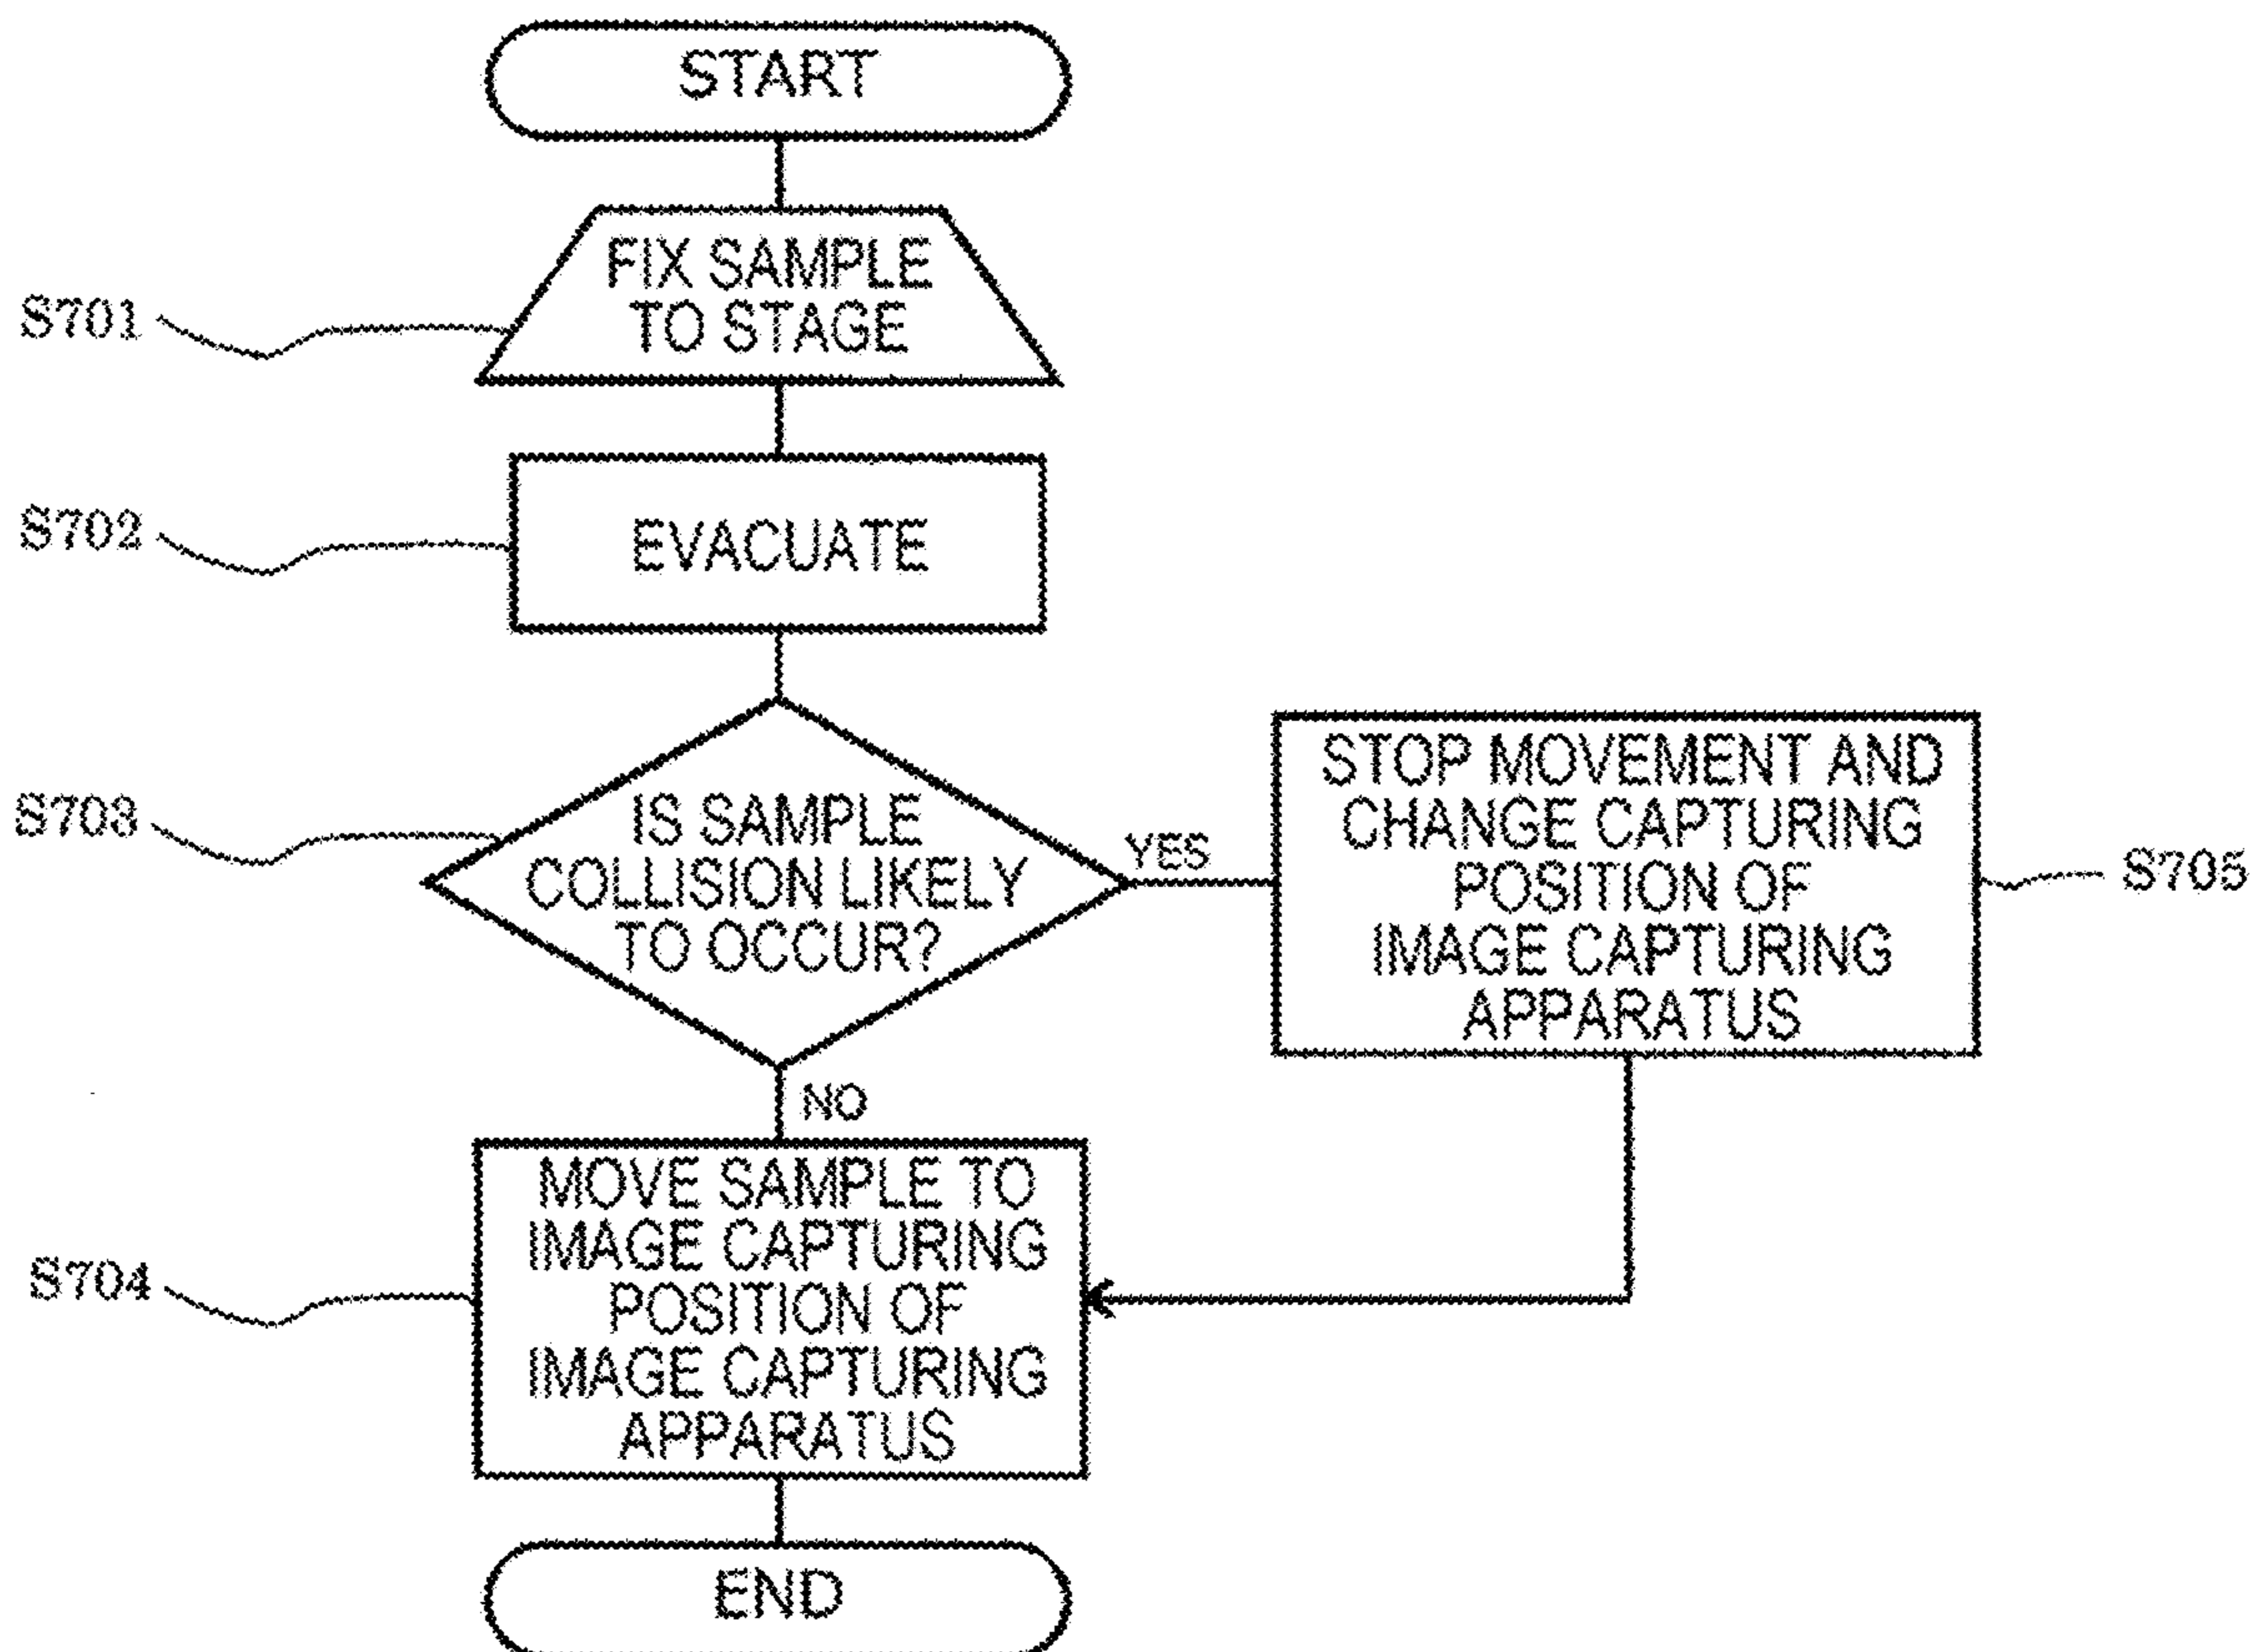 START
S701
FIX SAMPLE
TO STAGE
S702
EVACUATE
S703
IS SAMPLE
COLLISION LIKELY
TO OCCUR?
YES
STOP MOVEMENT AND
CHANGE CAPTURING
POSITION OF
IMAGE CAPTURING
APPARATUS
S705
NO
S704
MOVE SAMPLE TO
IMAGE CAPTURING
POSITION OF
IMAGE CAPTURING
APPARATUS
END